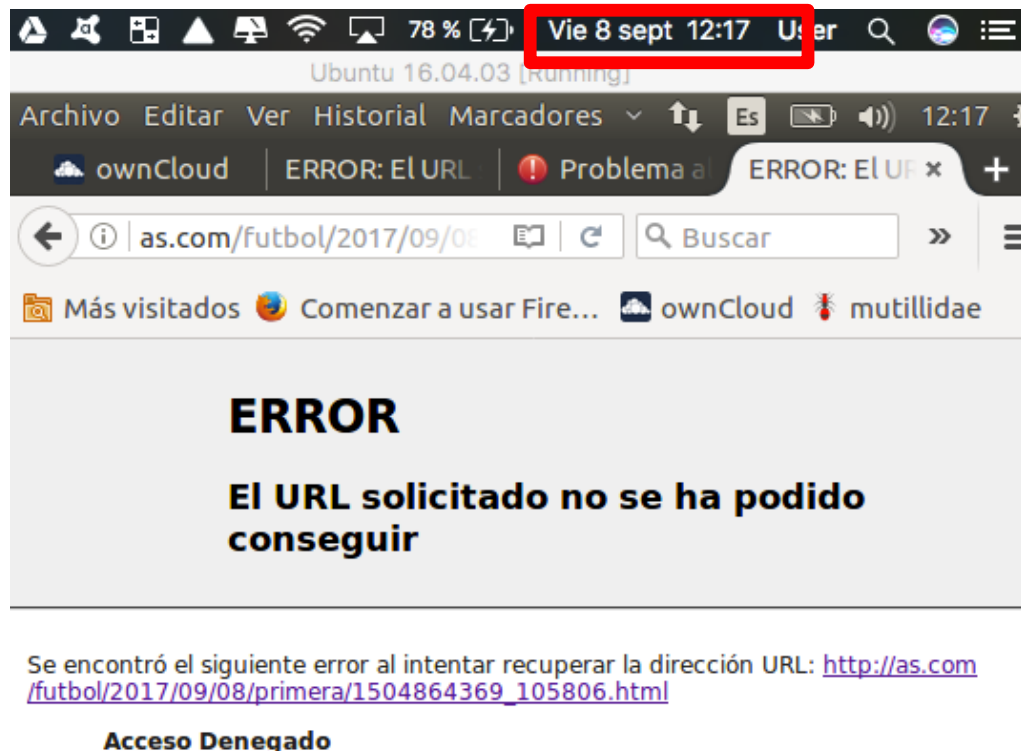 78 % Vie 8 sept 12:17 User
Ubuntu 16.04.03 [Running]
Archivo Editar Ver Historial Marcadores Es 12:17
ownCloud ERROR: El URL Problema al ERROR: El UR
as.com/futbol/2017/09/08 Buscar
Más visitados Comenzar a usar Fire... ownCloud mutillidae
ERROR
El URL solicitado no se ha podido
conseguir
Se encontró el siguiente error al intentar recuperar la dirección URL: http://as.com
/futbol/2017/09/08/primera/1504864369_105806.html
Acceso Denegado